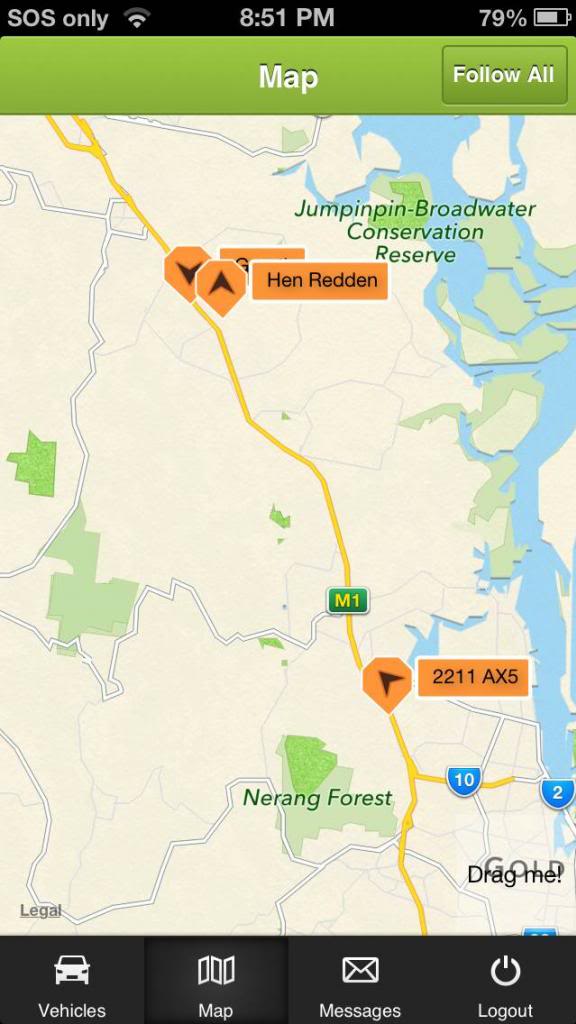 SOS only
8:51 PM
79%
Map
Follow All
Jumpinpin-Broadwater
Conservation
Reserve
Hen Redden
M1
2211 AX5
10
2
Nerang Forest
GOLD
Drag me!
Legal
Vehicles
Map
Messages
Logout